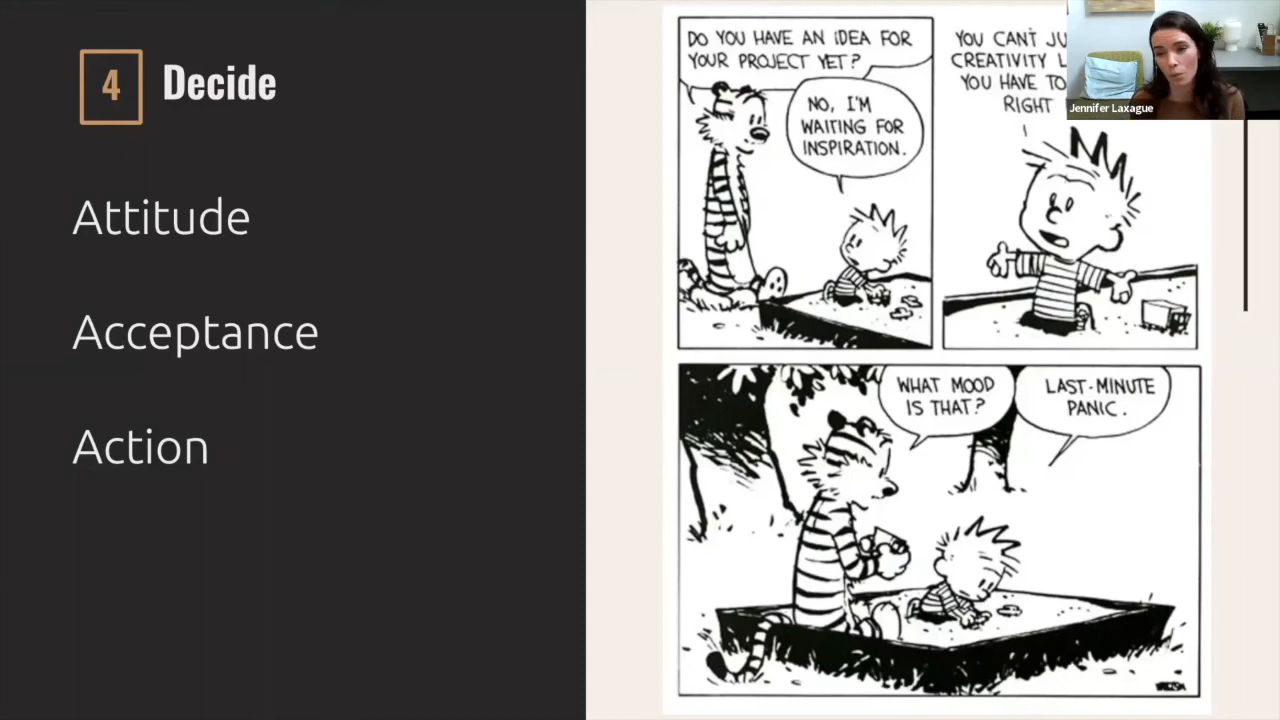 4 Decide
Attitude
Acceptance
Action
DO YOU HAVE AN IDEA FOR
YOUR PROJECT YET?
NO, I'M
WAITING FOR
INSPIRATION.
YOU CAN'T
CREATIVITY
YOU HAVE TO
RIGHT
WHAT MOOD
IS THAT?
LAST-MINUTE
PANIC.
Jennifer Laxague